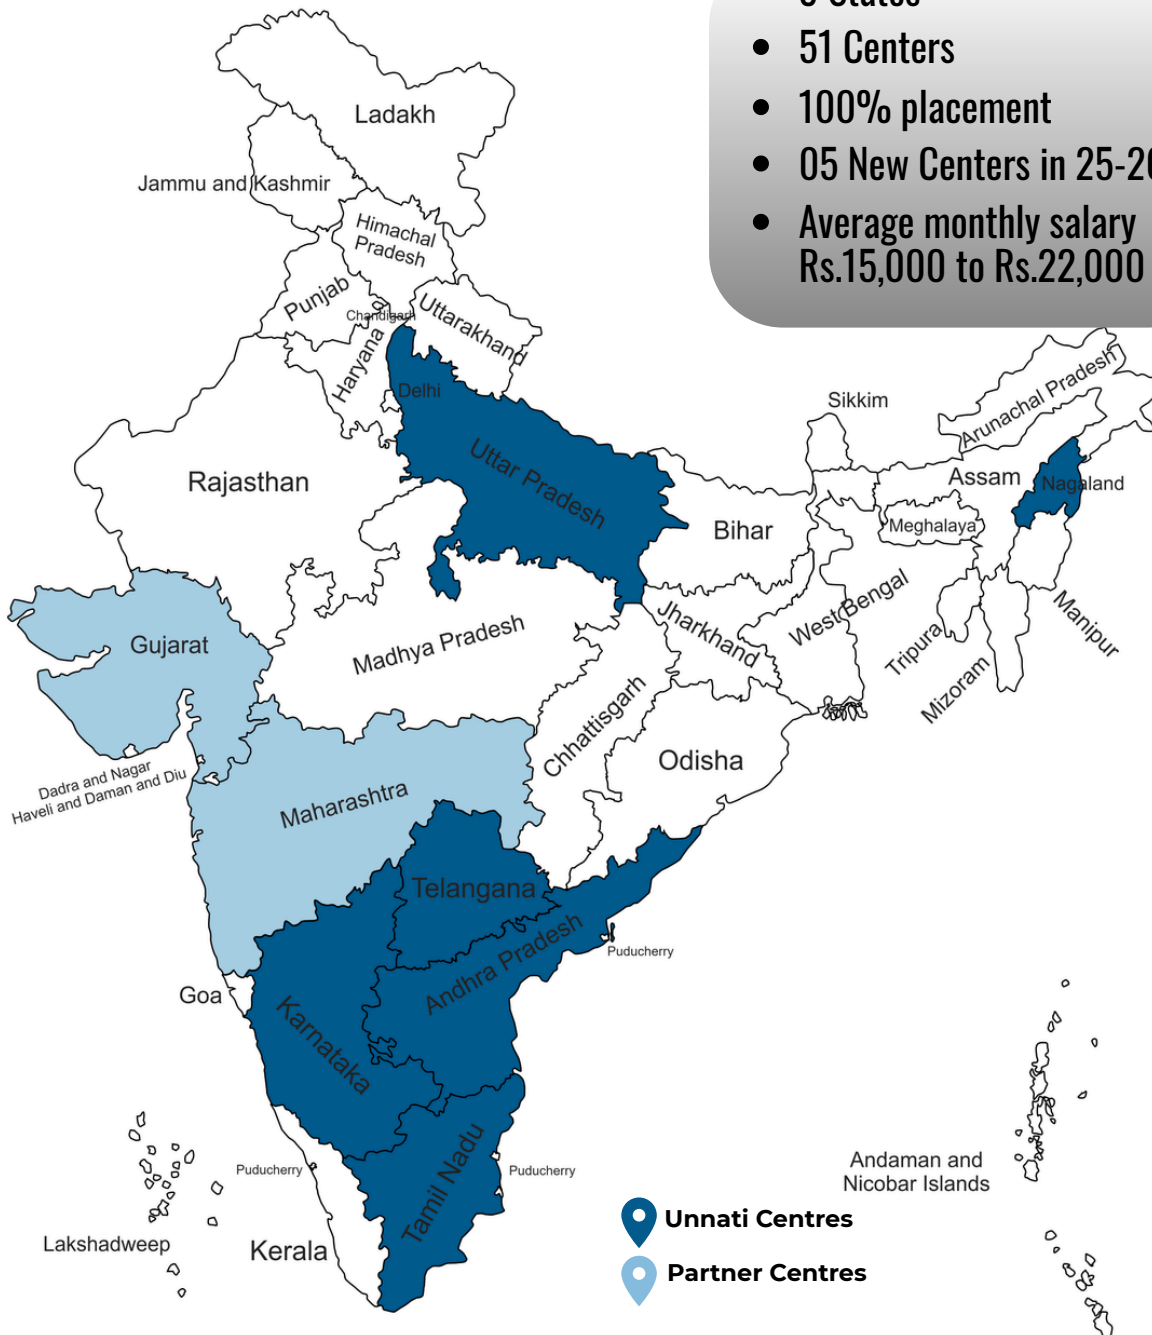 • 51 Centers
• 100% placement
• 05 New Centers in 25-2
• Average monthly salary
Rs.15,000 to Rs.22,000
Ladakh
Jammu and Kashmir
Himachal
Pradesh
Punjab
Chandigarh
Uttarakhand
Haryana
Delhi
Sikkim
Arunachal Pradesh
Rajasthan
Uttar Pradesh
Assam
Nagaland
Bihar
Meghalaya
Gujarat
Madhya Pradesh
Jharkhand
West Bengal
Tripura
Mizoram
Manipur
Chhattisgarh
Odisha
Dadra and Nagar
Haveli and Daman and Diu
Maharashtra
Telangana
Andhra Pradesh
Puducherry
Goa
Karnataka
Puducherry
Tamil Nadu
Puducherry
Andaman and
Nicobar Islands
Lakshadweep
Kerala
Unnati Centres
Partner Centres